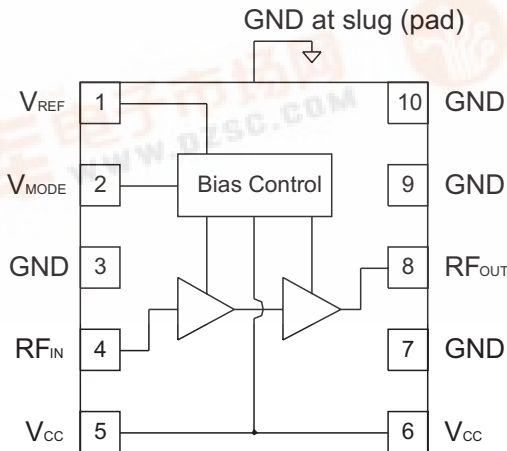 GND at slug (pad)
VREF 1 10 GND
VMODE 2 Bias Control 9 GND
GND 3 8 RFOUT
RFIN 4 7 GND
VCC 5 6 VCC
WWW.DZSC.COM